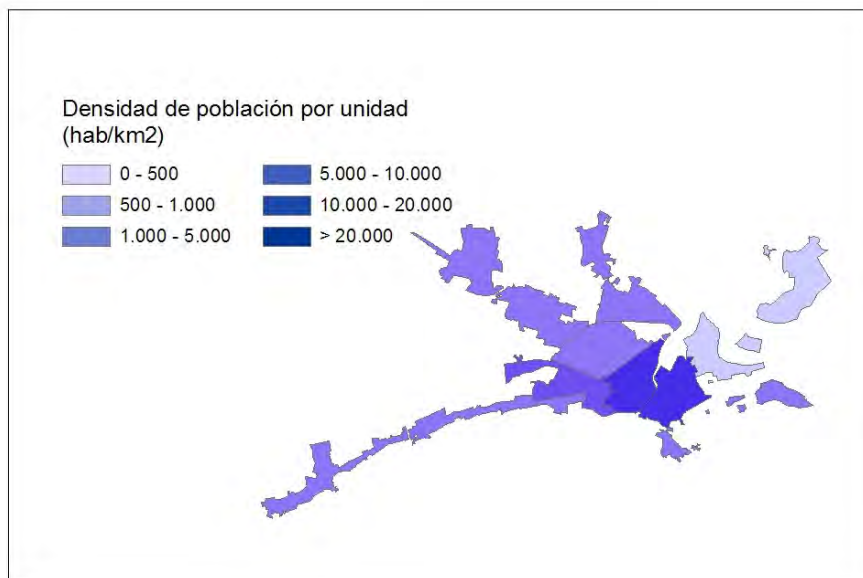 Densidad de población por unidad
(hab/km2)
0 - 500
500 - 1.000
1.000 - 5.000
5.000 - 10.000
10.000 - 20.000
> 20.000